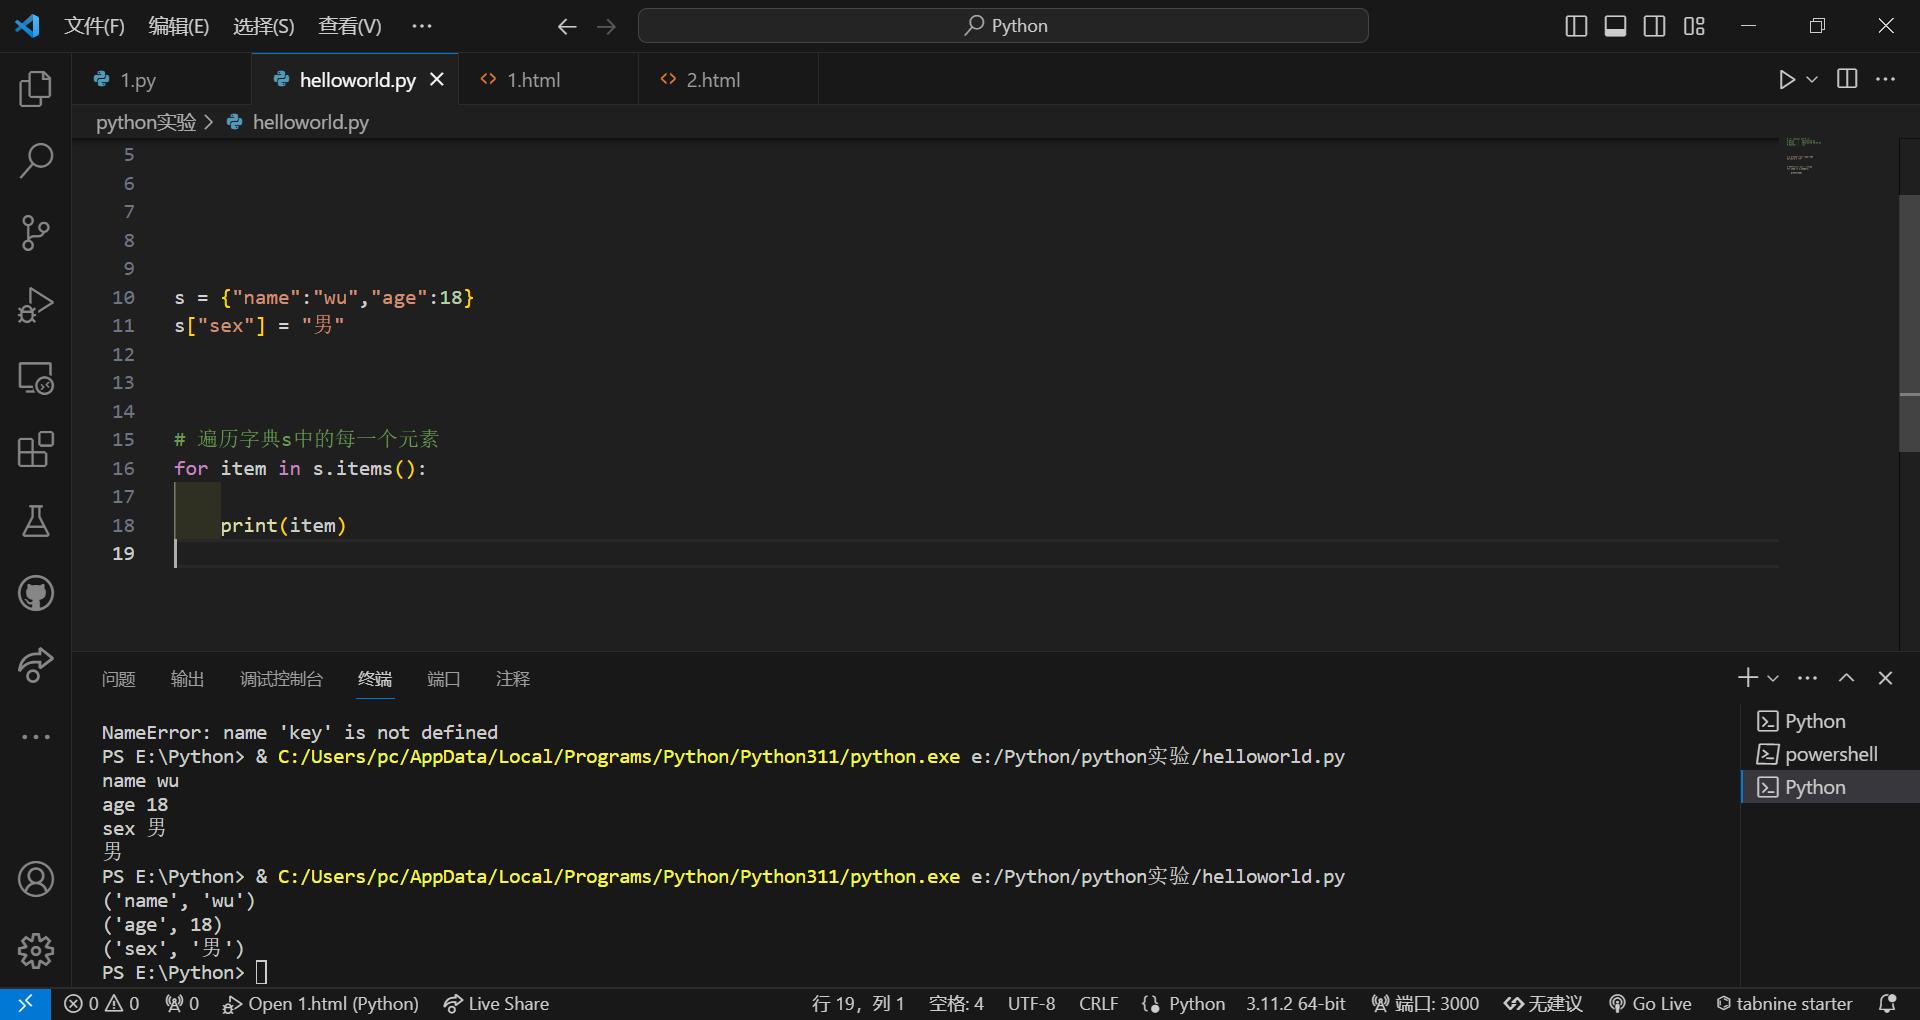 文件(F) 编辑(E) 选择(S) 查看(V) ··· Python
1.py helloworld.py 1.html 2.html
python实验 > helloworld.py
5
6
7
8
9
10 s = {"name":"wu","age":18}
11 s["sex"] = "男"
12
13
14
15 # 遍历字典s中的每一个元素
16 for item in s.items():
17
18 print(item)
19
问题 输出 调试控制台 终端 端口 注释
NameError: name 'key' is not defined
PS E:\Python> & C:/Users/pc/AppData/Local/Programs/Python/Python311/python.exe e:/Python/python实验/helloworld.py
name wu
age 18
sex 男
男
PS E:\Python> & C:/Users/pc/AppData/Local/Programs/Python/Python311/python.exe e:/Python/python实验/helloworld.py
('name', 'wu')
('age', 18)
('sex', '男')
PS E:\Python>
Python
powershell
Python
0 0 0 Open 1.html (Python) Live Share 行 19，列 1 空格: 4 UTF-8 CRLF Python 3.11.2 64-bit 端口: 3000 无建议 Go Live tabnine starter